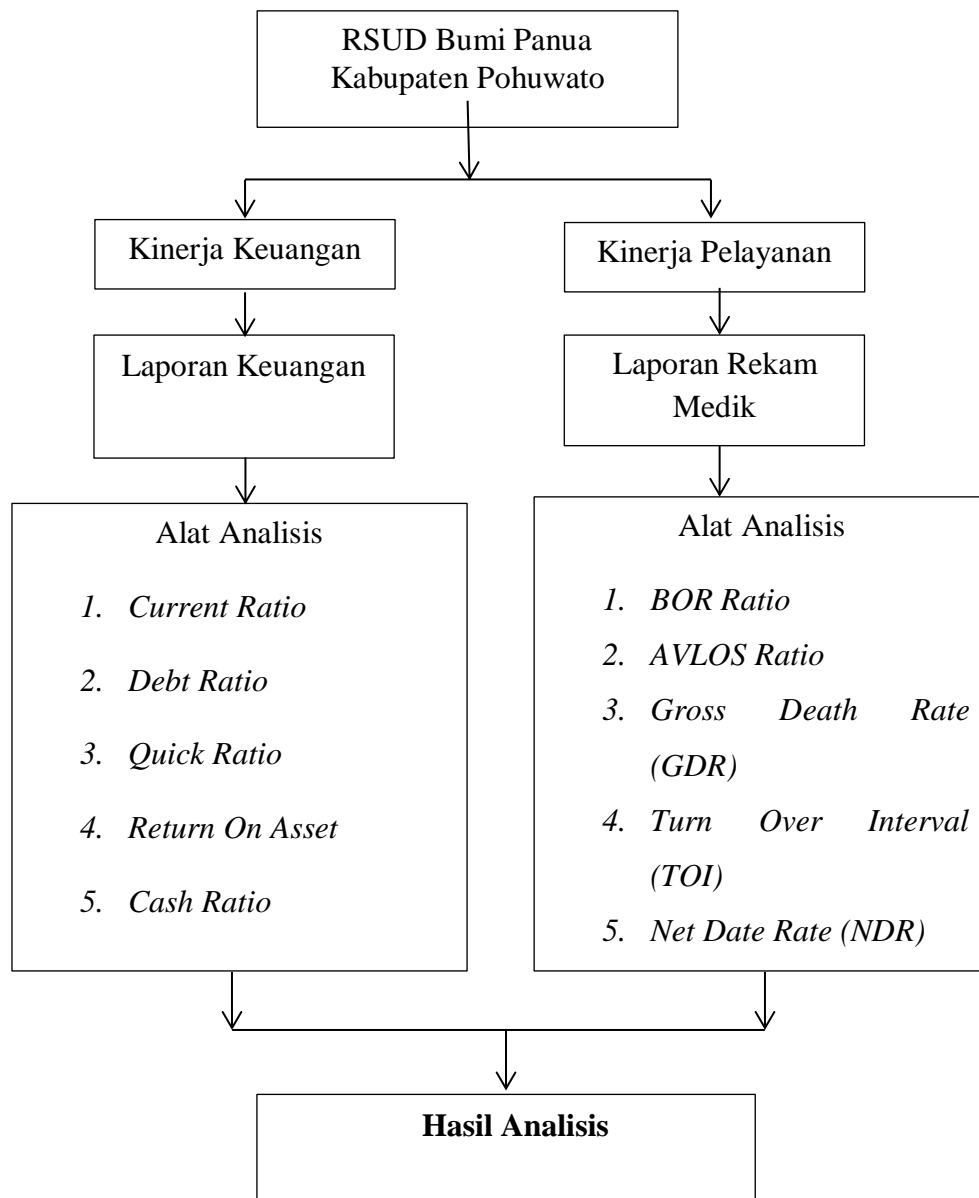 RSUD Bumi Panua
Kabupaten Pohuwato
Kinerja Keuangan
Kinerja Pelayanan
Laporan Keuangan
Laporan Rekam
Medik
Alat Analisis
1. Current Ratio
2. Debt Ratio
3. Quick Ratio
4. Return On Asset
5. Cash Ratio
Alat Analisis
1. BOR Ratio
2. AVLOS Ratio
3. Gross Death Rate
(GDR)
4. Turn Over Interval
(TOI)
5. Net Date Rate (NDR)
Hasil Analisis